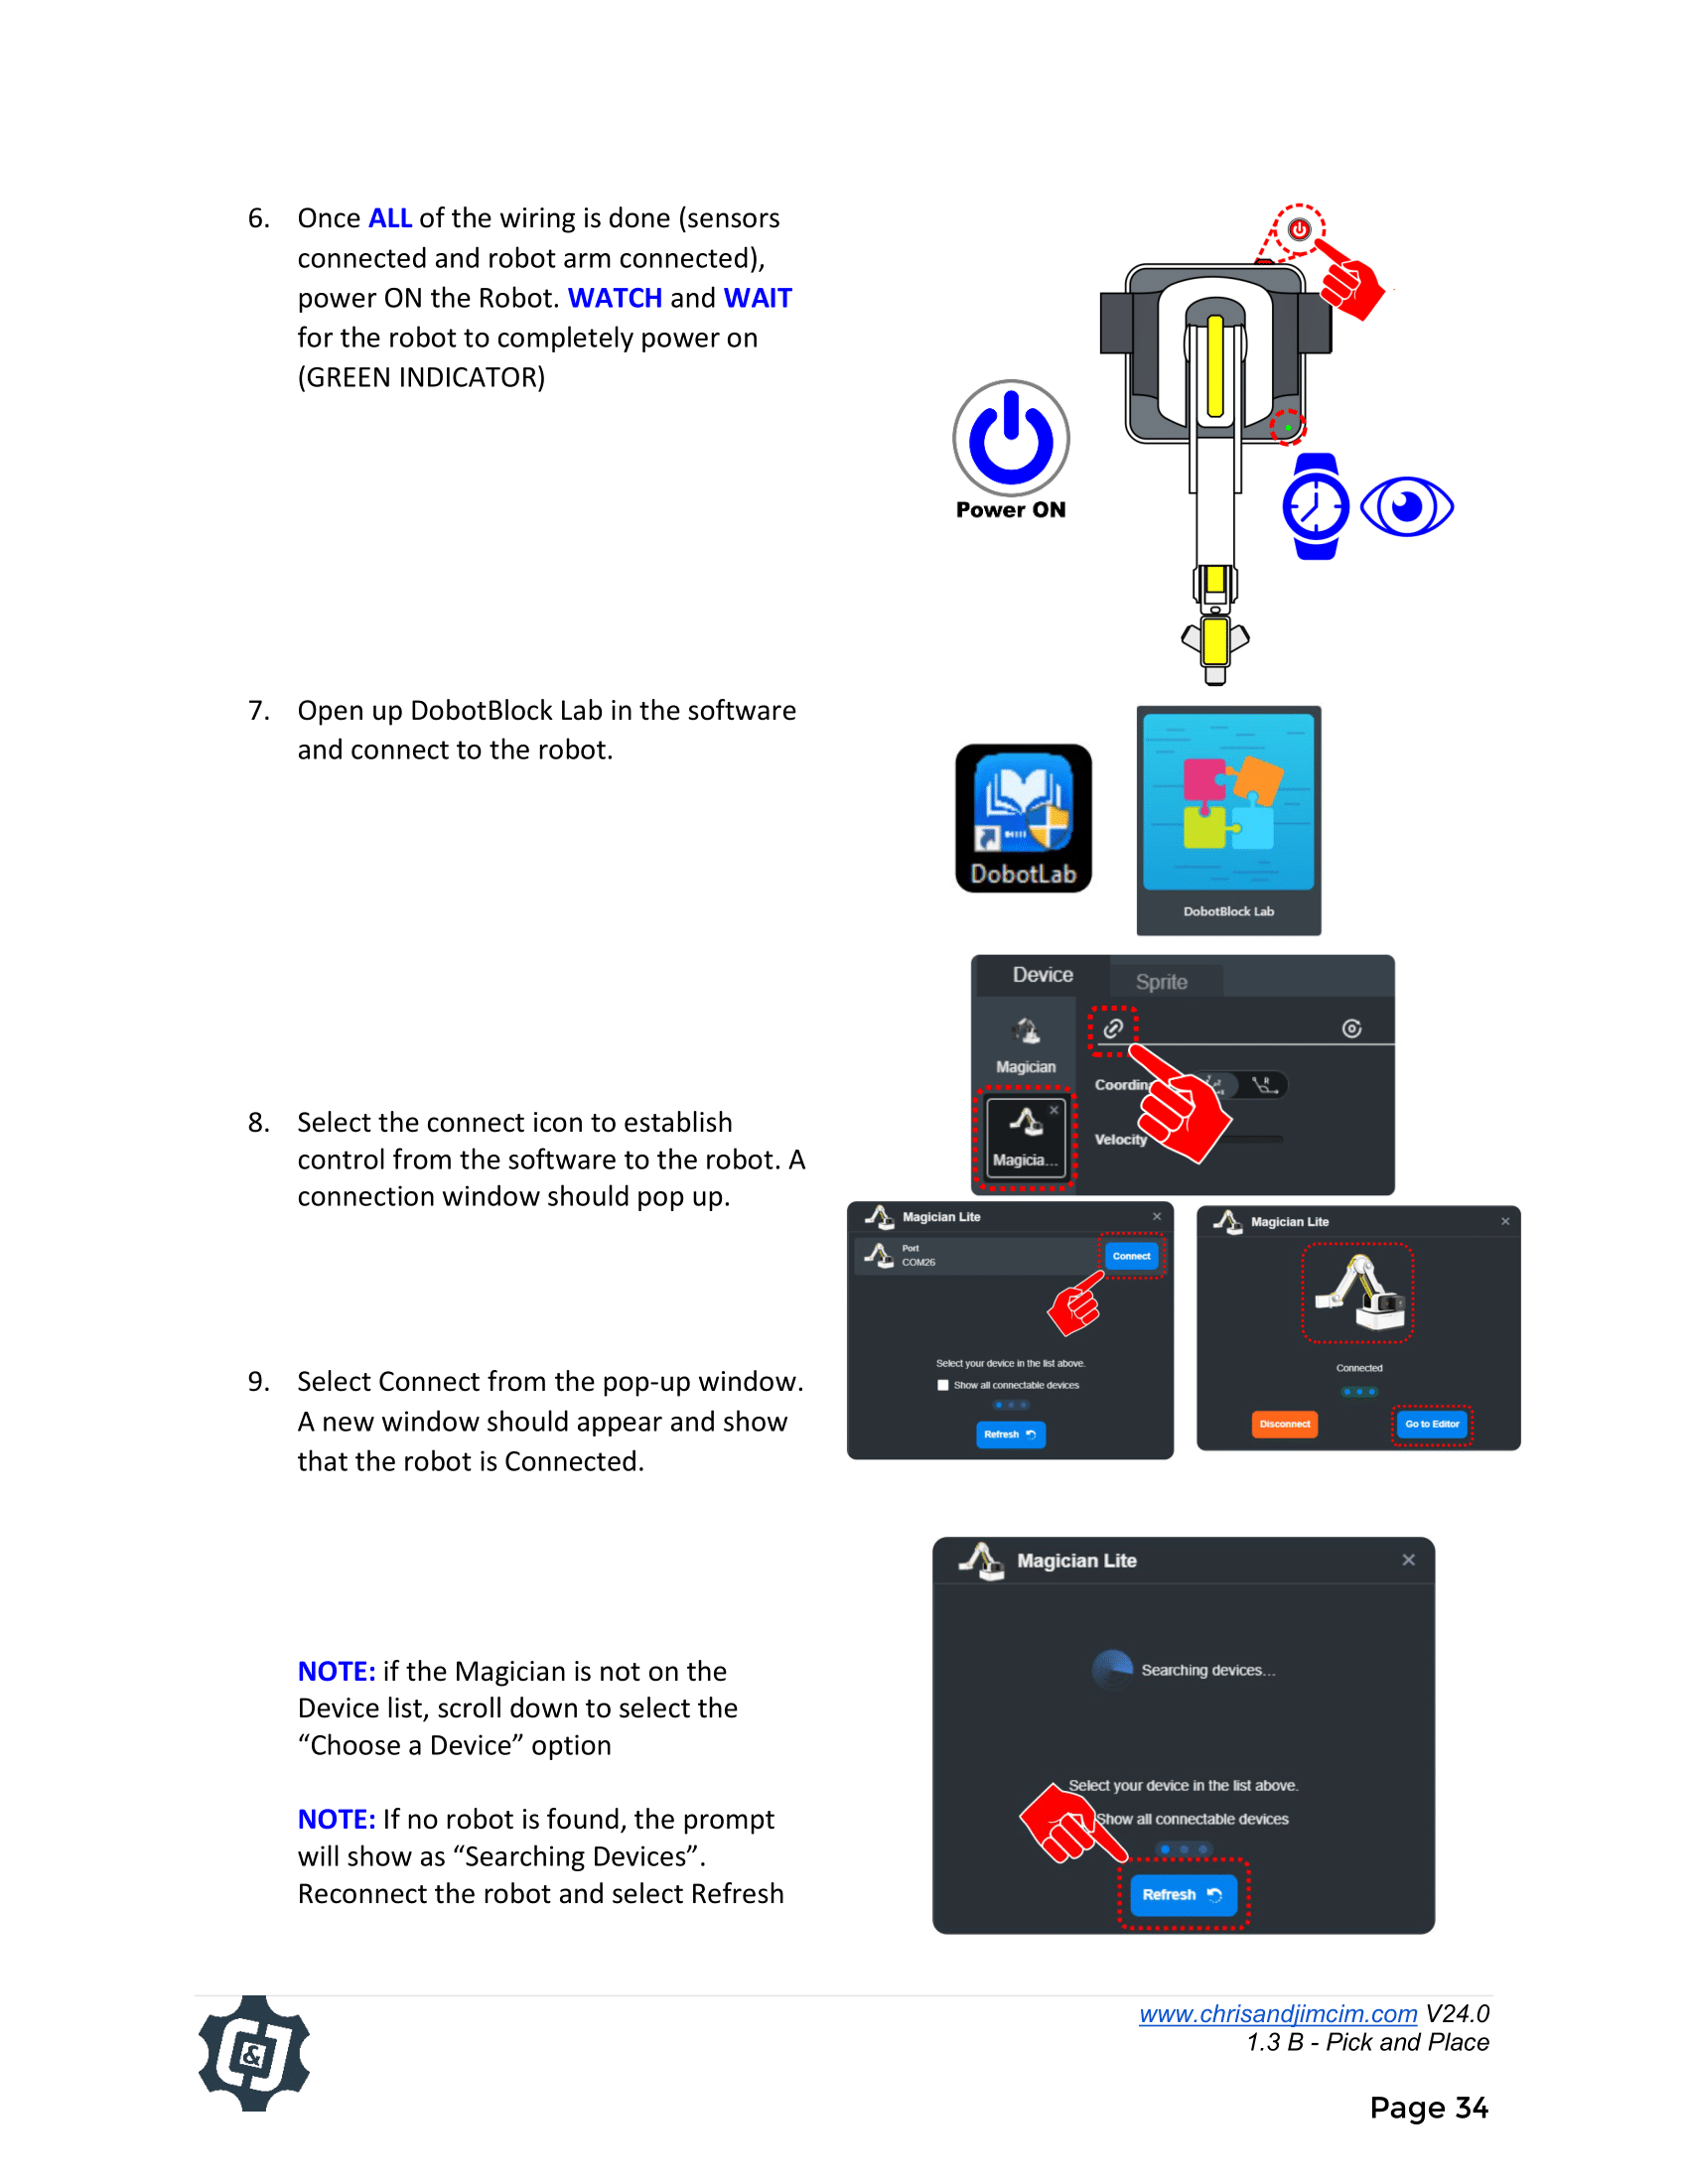 6. Once ALL of the wiring is done (sensors
connected and robot arm connected),
power ON the Robot. WATCH and WAIT
for the robot to completely power on
(GREEN INDICATOR)
Power ON
7. Open up DobotBlock Lab in the software
and connect to the robot.
DobotLab
DobotBlock Lab
Device
Sprite
Magician
Coordin
Velocity
Magicia...
8. Select the connect icon to establish
control from the software to the robot. A
connection window should pop up.
Magician Lite
Port
COM26
Connect
Select your device in the list above.
Show all connectable devices
Refresh
Magician Lite
Connected
Disconnect
Go to Editor
9. Select Connect from the pop-up window.
A new window should appear and show
that the robot is Connected.
NOTE: if the Magician is not on the
Device list, scroll down to select the
“Choose a Device” option
NOTE: If no robot is found, the prompt
will show as “Searching Devices”.
Reconnect the robot and select Refresh
Magician Lite
Searching devices...
Select your device in the list above.
Show all connectable devices
Refresh
C&J
www.chrisandjimcim.com V24.0
1.3 B - Pick and Place
Page 34